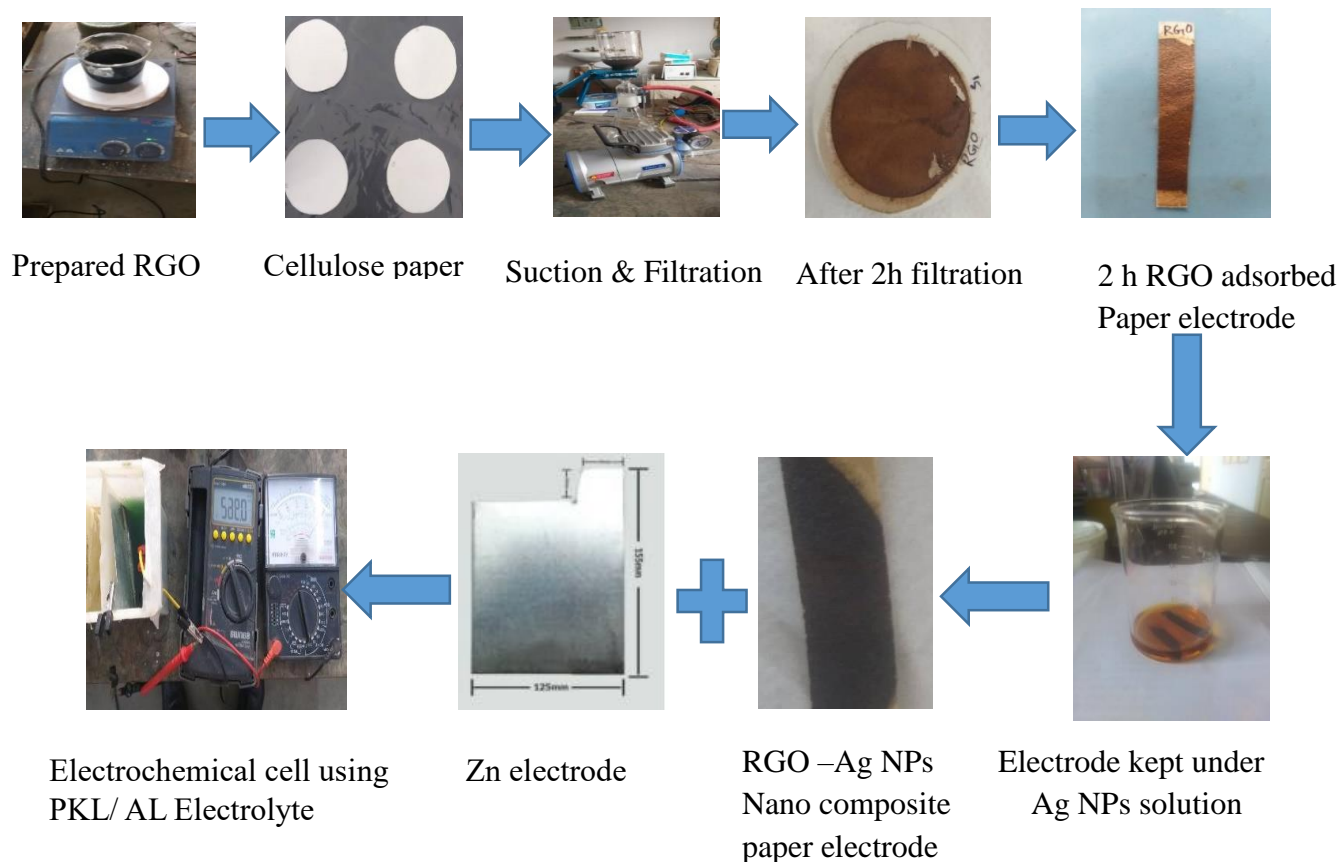 RGO
RGO
S1
Prepared RGO
Cellulose paper
Suction & Filtration
After 2h filtration
2 h RGO adsorbed
Paper electrode
155mm
125mm
Electrochemical cell using
PKL/ AL Electrolyte
Zn electrode
RGO –Ag NPs
Nano composite
paper electrode
Electrode kept under
Ag NPs solution